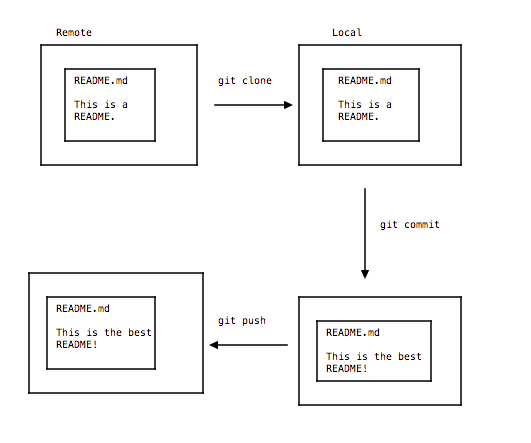 Remote
Local
README.md
This is a
README.
git clone
README.md
This is a
README.
git commit
README.md
This is the best
README!
git push
README.md
This is the best
README!